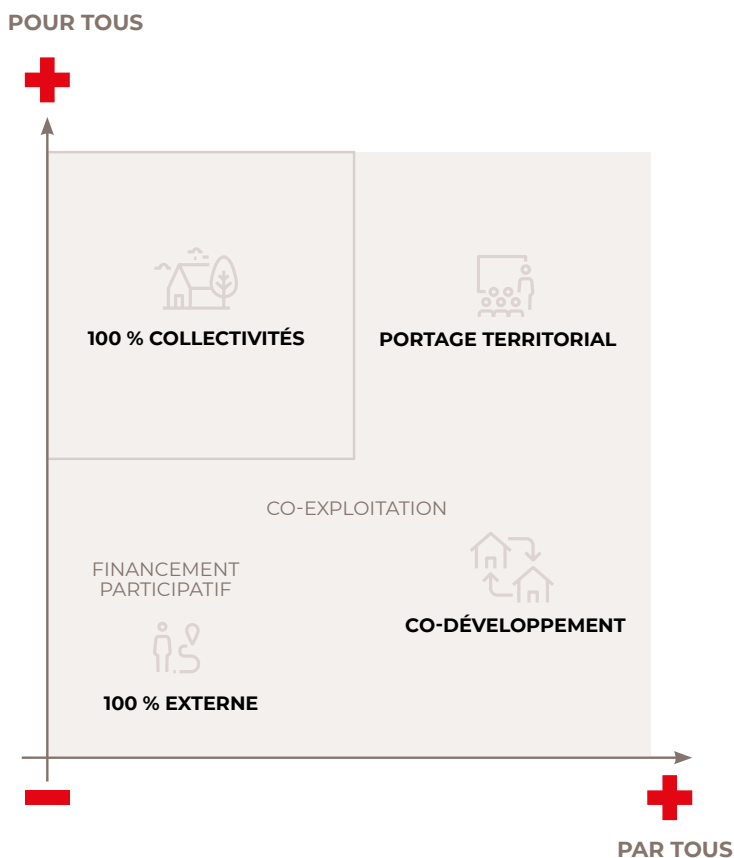 POUR TOUS
100 % COLLECTIVITÉS
PORTAGE TERRITORIAL
CO-EXPLOITATION
FINANCEMENT
PARTICIPATIF
CO-DÉVELOPPEMENT
100 % EXTERNE
PAR TOUS